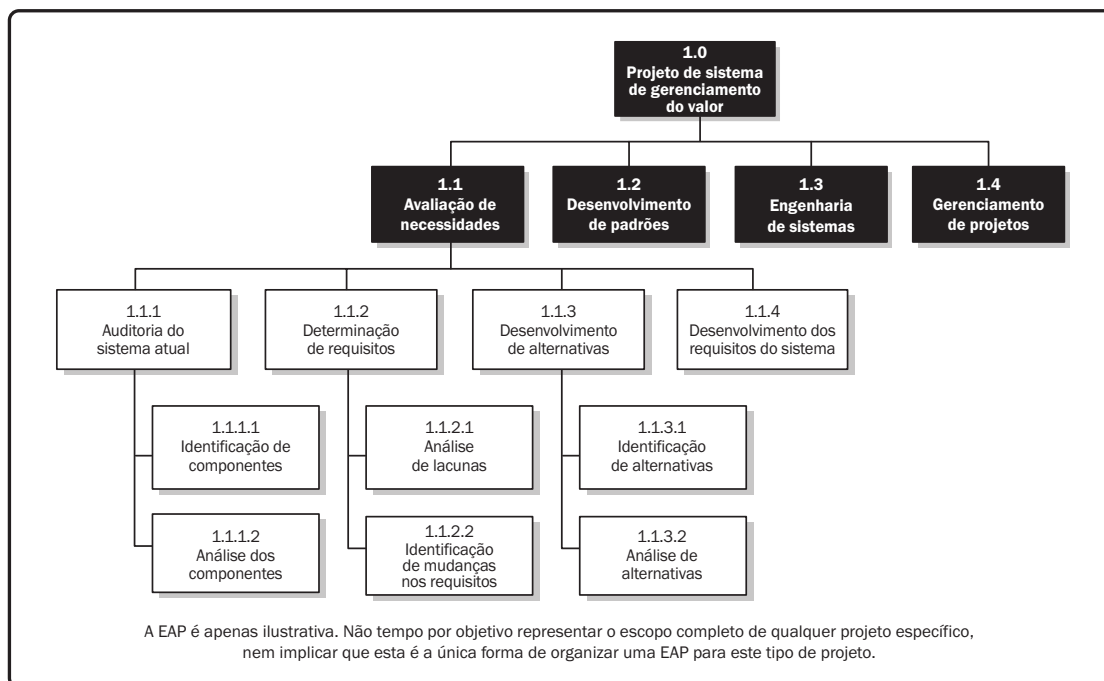 1.0
Projeto de sistema
de gerenciamento
do valor
1.1
Avaliação de
necessidades
1.2
Desenvolvimento
de padrões
1.3
Engenharia
de sistemas
1.4
Gerenciamento
de projetos
1.1.1
Auditoria do
sistema atual
1.1.2
Determinação
de requisitos
1.1.3
Desenvolvimento
de alternativas
1.1.4
Desenvolvimento dos
requisitos do sistema
1.1.1.1
Identificação de
componentes
1.1.2.1
Análise
de lacunas
1.1.3.1
Identificação
de alternativas
1.1.1.2
Análise dos
componentes
1.1.2.2
Identificação
de mudanças
nos requisitos
1.1.3.2
Análise de
alternativas
A EAP é apenas ilustrativa. Não tempo por objetivo representar o escopo completo de qualquer projeto específico,
nem implicar que esta é a única forma de organizar uma EAP para este tipo de projeto.